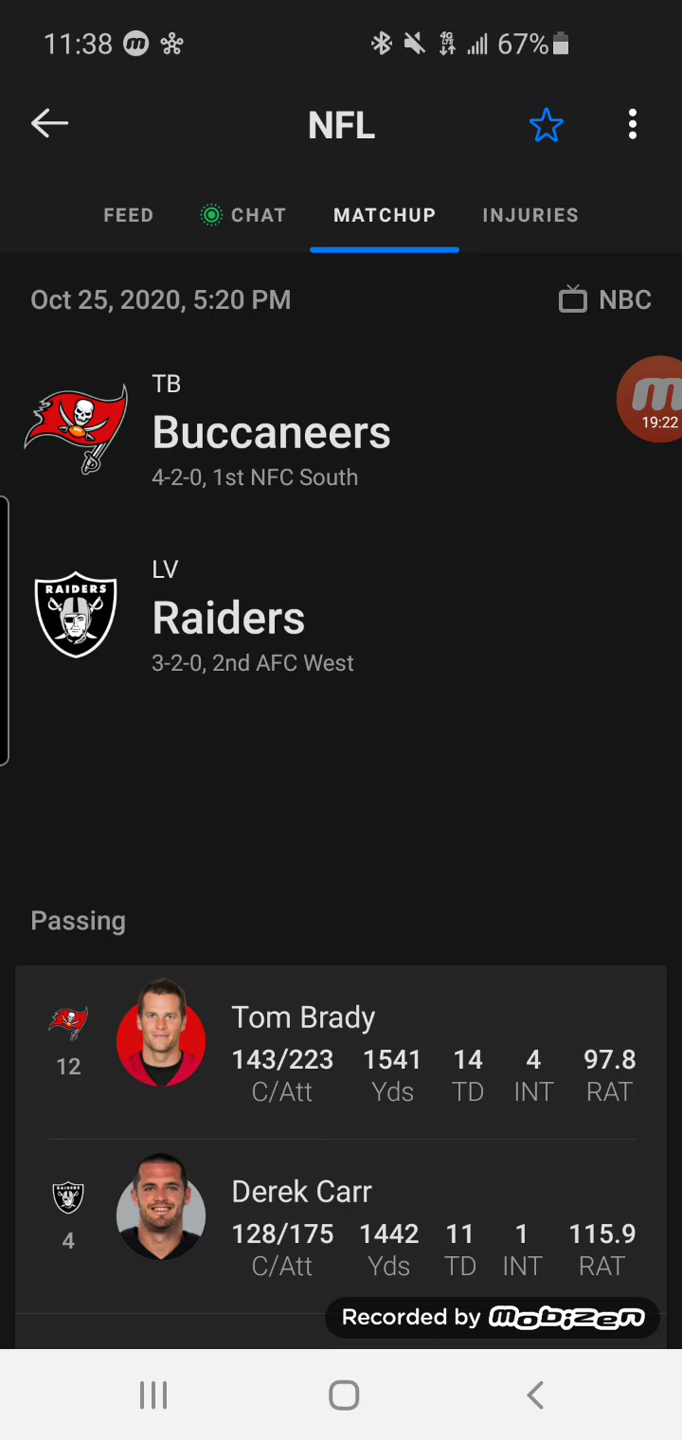 11:38 67%
NFL
FEED CHAT MATCHUP INJURIES
Oct 25, 2020, 5:20 PM NBC
TB
Buccaneers
4-2-0, 1st NFC South
19:22
LV
RAIDERS
Raiders
3-2-0, 2nd AFC West
Passing
Tom Brady
12
143/223 1541 14 4 97.8
C/Att Yds TD INT RAT
Derek Carr
4
128/175 1442 11 1 115.9
C/Att Yds TD INT RAT
Recorded by mobizen